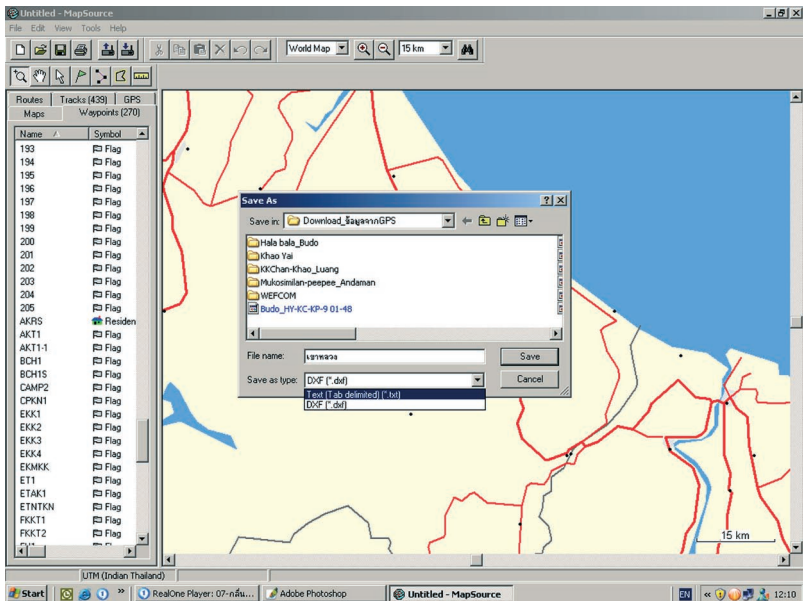 Untitled - MapSource
File Edit View Tools Help
World Map
15 km
Routes Tracks (439) GPS
Maps Waypoints (270)
Name Symbol
193 Flag
194 Flag
195 Flag
196 Flag
197 Flag
198 Flag
199 Flag
200 Flag
201 Flag
202 Flag
203 Flag
204 Flag
205 Flag
AKRS Residen
AKT1 Flag
AKT1-1 Flag
BCH1 Flag
BCH1S Flag
CAMP2 Flag
CPKN1 Flag
EKK1 Flag
EKK2 Flag
EKK3 Flag
EKK4 Flag
EKMKK Flag
ET1 Flag
ETAK1 Flag
ETNTKN Flag
FKKT1 Flag
FKKT2 Flag
Save As
Save in: Download_ข้อมูลจากGPS
Hala bala_Budo
Khao Yai
KKChan-Khao_Luang
Mukosimilan-peepee_Andaman
WEFCOM
Budo_HY-KC-KP-9 01-48
File name: เขาหลวง
Save
Save as type: DXF (*.dxf)
Cancel
Text (Tab delimited) (*.txt)
DXF (*.dxf)
15 km
UTM (Indian Thailand)
Start
RealOne Player: 07-กลิ่น...
Adobe Photoshop
Untitled - MapSource
EN
12:10